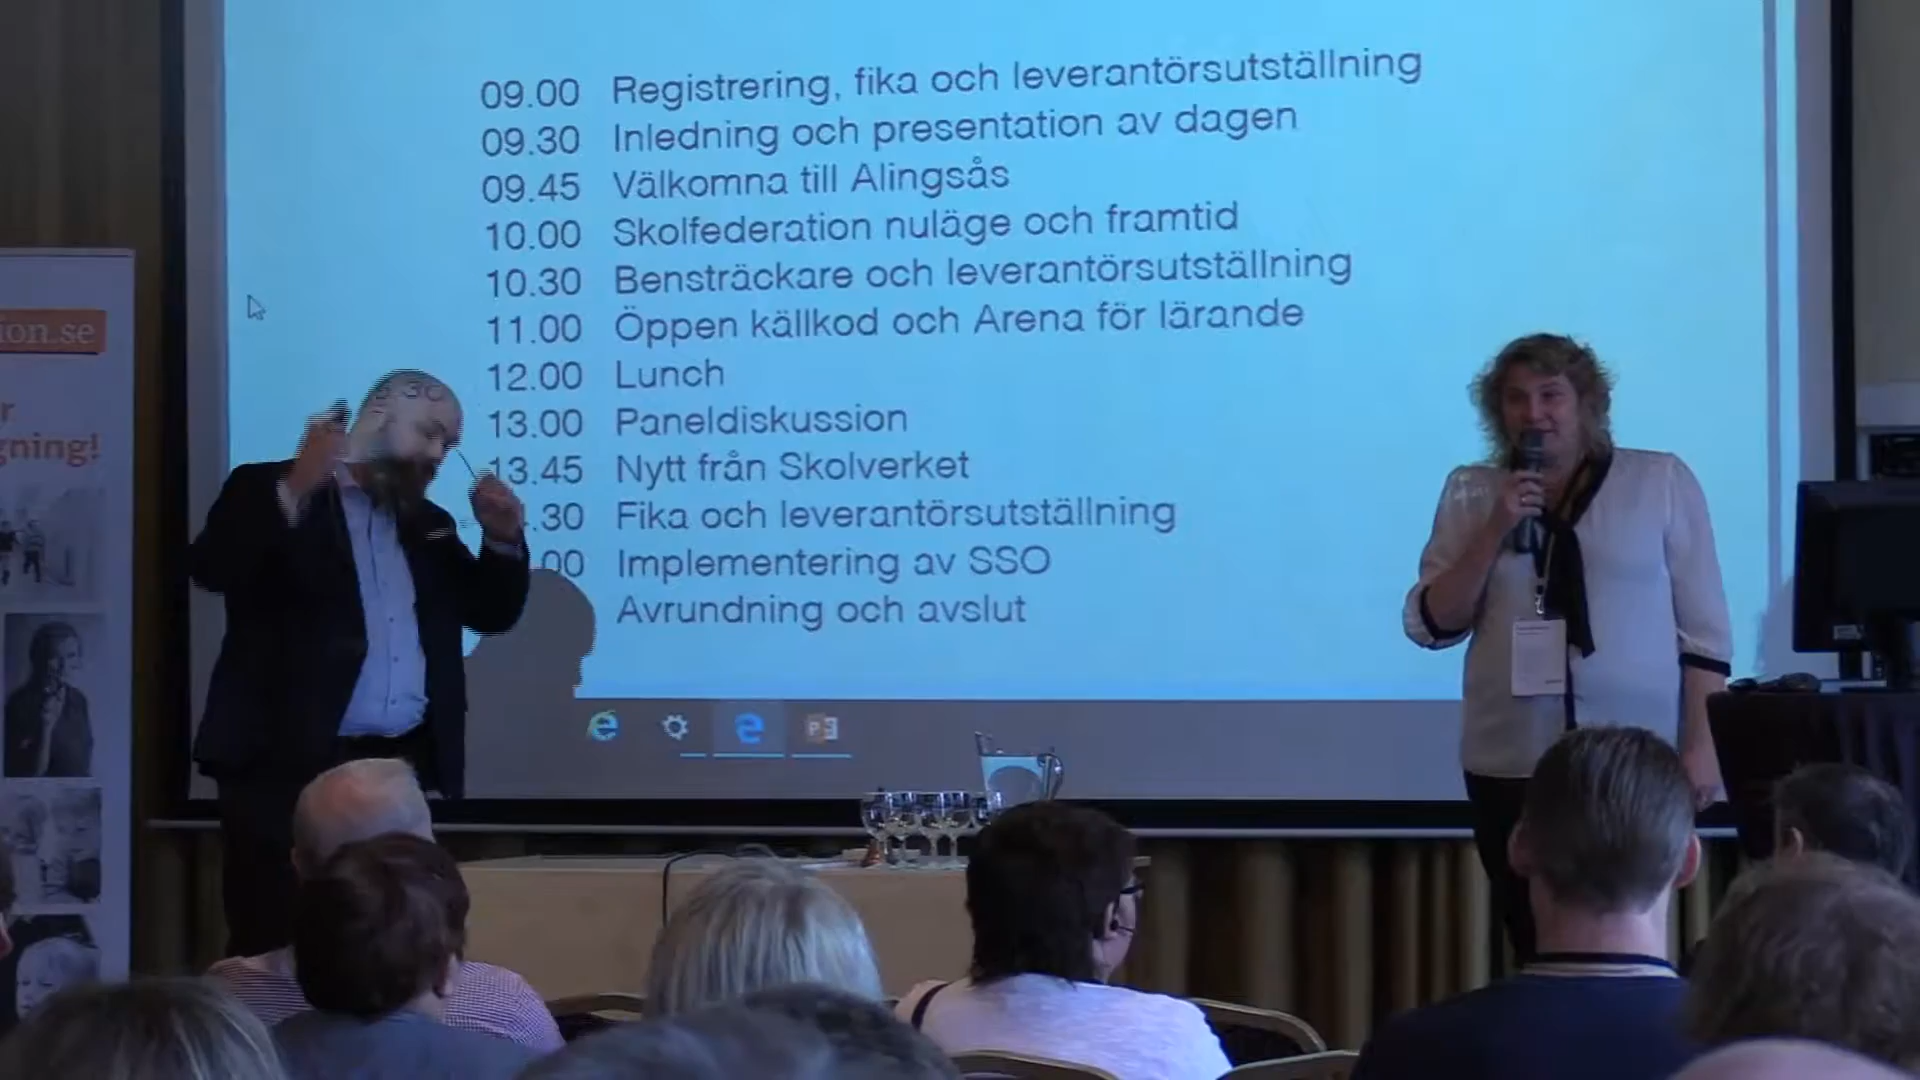 09.00 Registrering, fika och leverantörsutställning
09.30 Inledning och presentation av dagen
09.45 Välkomna till Alingsås
10.00 Skolfederation nuläge och framtid
10.30 Bensträckare och leverantörsutställning
11.00 Öppen källkod och Arena för lärande
12.00 Lunch
13.00 Paneldiskussion
13.45 Nytt från Skolverket
.30 Fika och leverantörsutställning
.00 Implementering av SSO
Avrundning och avslut
ion.se
r
gning!